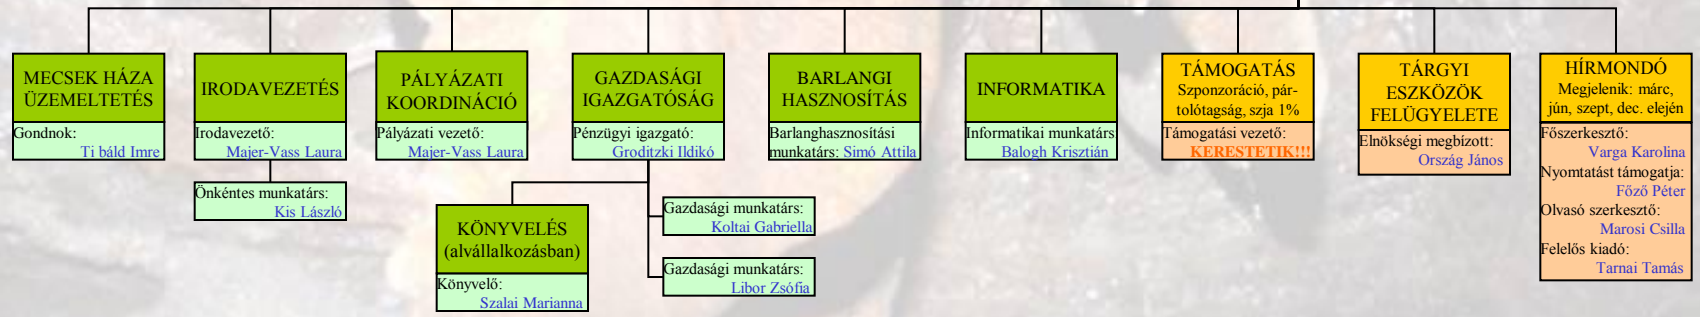 MECSEK HÁZA
ÜZEMELTETÉS
Gondnok:
Ti báld Imre
IRODAVEZETÉS
Irodavezető:
Majer-Vass Laura
Önkéntes munkatárs:
Kis László
PÁLYÁZATI
KOORDINÁCIÓ
Pályázati vezető:
Majer-Vass Laura
GAZDASÁGI
IGAZGATÓSÁG
Pénzügyi igazgató:
Groditzki Ildikó
KÖNYVELÉS
(alvállalkozásban)
Könyvelő:
Szalai Marianna
Gazdasági munkatárs:
Koltai Gabriella
Gazdasági munkatárs:
Libor Zsófia
BARLANGI
HASZNOSÍTÁS
Barlanghasznosítási
munkatárs: Simó Attila
INFORMATIKA
Informatikai munkatárs
Balogh Krisztián
TÁMOGATÁS
Szponzoráció, pár-
tolótagság, szja 1%
Támogatási vezető:
KERESTETIK!!!
TÁRGYI
ESZKÖZÖK
FELÜGYELETE
Elnökségi megbízott:
Ország János
HÍRMONDÓ
Megjelenik: márc,
jún, szept, dec. elején
Főszerkesztő:
Varga Karolina
Nyomtatást támogatja:
Főző Péter
Olvasó szerkesztő:
Marosi Csilla
Felelős kiadó:
Tarnai Tamás